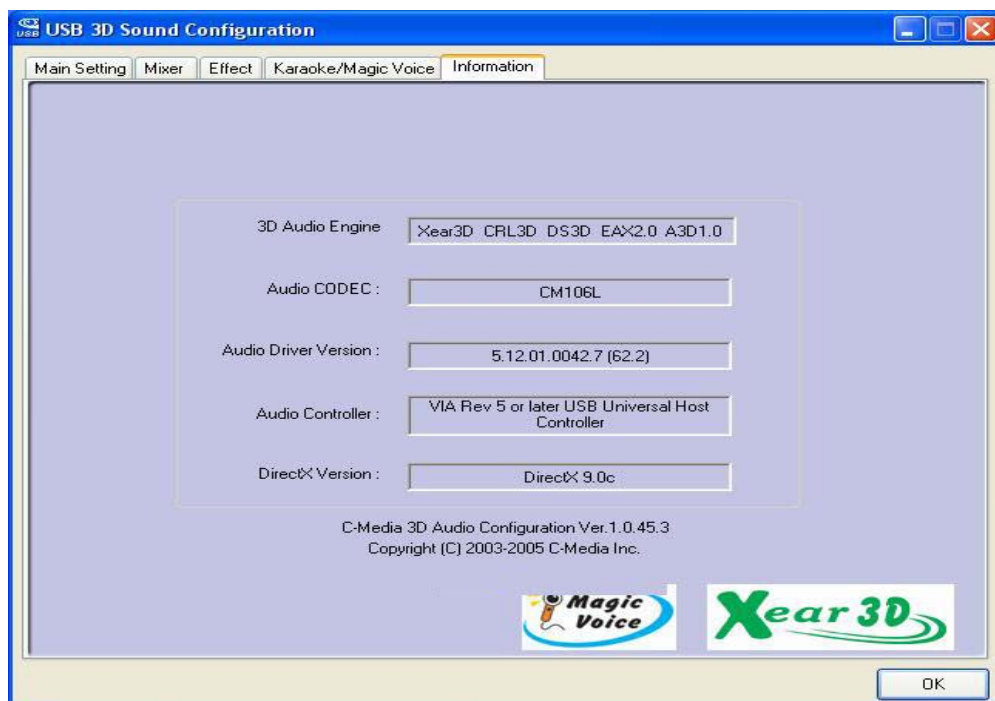 USB 3D Sound Configuration
Main Setting Mixer Effect Karaoke/Magic Voice Information
3D Audio Engine Xear3D CRL3D DS3D EAX2.0 A3D1.0
Audio CODEC : CM106L
Audio Driver Version : 5.12.01.0042.7 (62.2)
Audio Controller : VIA Rev 5 or later USB Universal Host
Controller
DirectX Version : DirectX 9.0c
C-Media 3D Audio Configuration Ver.1.0.45.3
Copyright (C) 2003-2005 C-Media Inc.
Magic
Voice
Xear 3D
OK